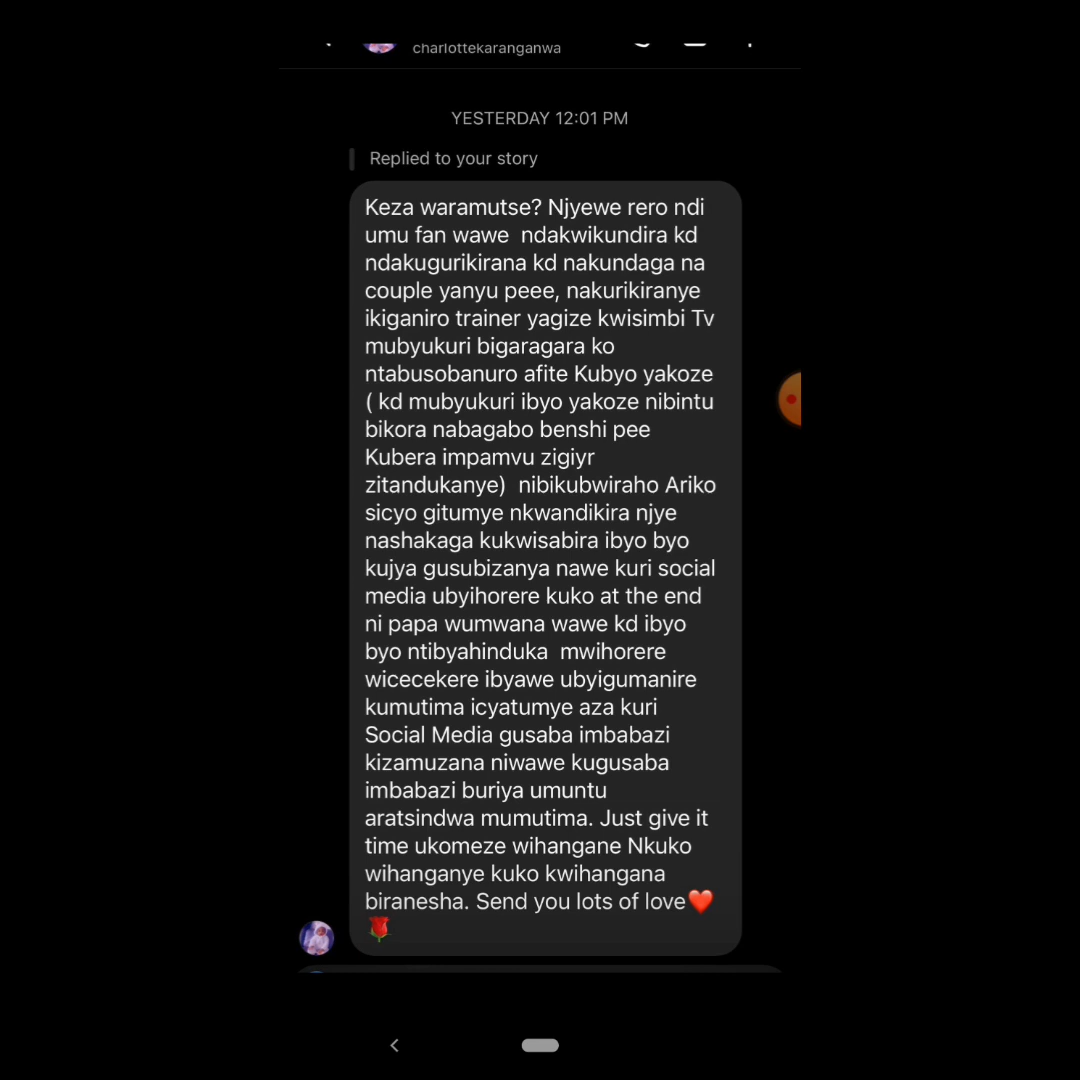 charlottekaranganwa
YESTERDAY 12:01 PM
Replied to your story
Keza waramutse? Njyewe rero ndi
umu fan wawe  ndakwikundira kd
ndakugurikirana kd nakundaga na
couple yanyu peee, nakurikiranye
ikiganiro trainer yagize kwisimbi Tv
mubyukuri bigaragara ko
ntabusobanuro afite Kubyo yakoze
( kd mubyukuri ibyo yakoze nibintu
bikora nabagabo benshi pee
Kubera impamvu zigiyr
zitandukanye)  nibikubwiraho Ariko
sicyo gitumye nkwandikira njye
nashakaga kukwisabira ibyo byo
kujya gusubizanya nawe kuri social
media ubyihorere kuko at the end
ni papa wumwana wawe kd ibyo
byo ntibyahinduka  mwihorere
wicecekere ibyawe ubyigumanire
kumutima icyatumye aza kuri
Social Media gusaba imbabazi
kizamuzana niwawe kugusaba
imbabazi buriya umuntu
aratsindwa mumutima. Just give it
time ukomeze wihangane Nkuko
wihanganye kuko kwihangana
biranesha. Send you lots of love❤️
🌹